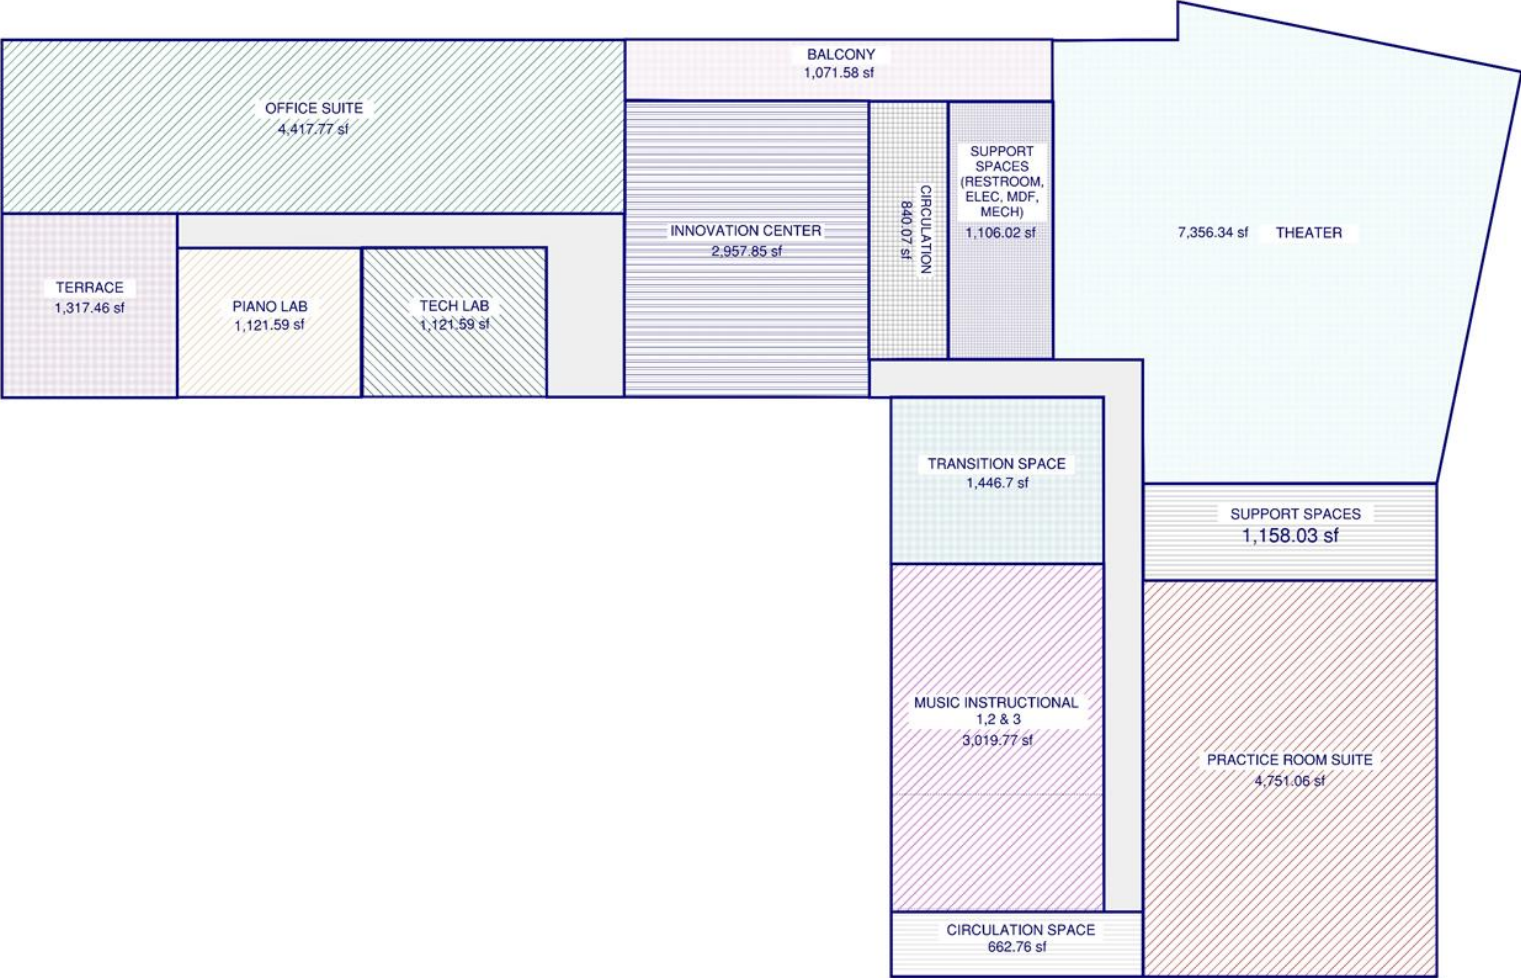 BALCONY
1,071.58 sf
OFFICE SUITE
4,417.77 sf
SUPPORT
SPACES
(RESTROOM,
ELEC, MDF,
MECH)
1,106.02 sf
CIRCULATION
840.07 sf
INNOVATION CENTER
2,957.85 sf
7,356.34 sf THEATER
TERRACE
1,317.46 sf
PIANO LAB
1,121.59 sf
TECH LAB
1,121.59 sf
TRANSITION SPACE
1,446.7 sf
SUPPORT SPACES
1,158.03 sf
MUSIC INSTRUCTIONAL
1,2 & 3
3,019.77 sf
PRACTICE ROOM SUITE
4,751.06 sf
CIRCULATION SPACE
662.76 sf